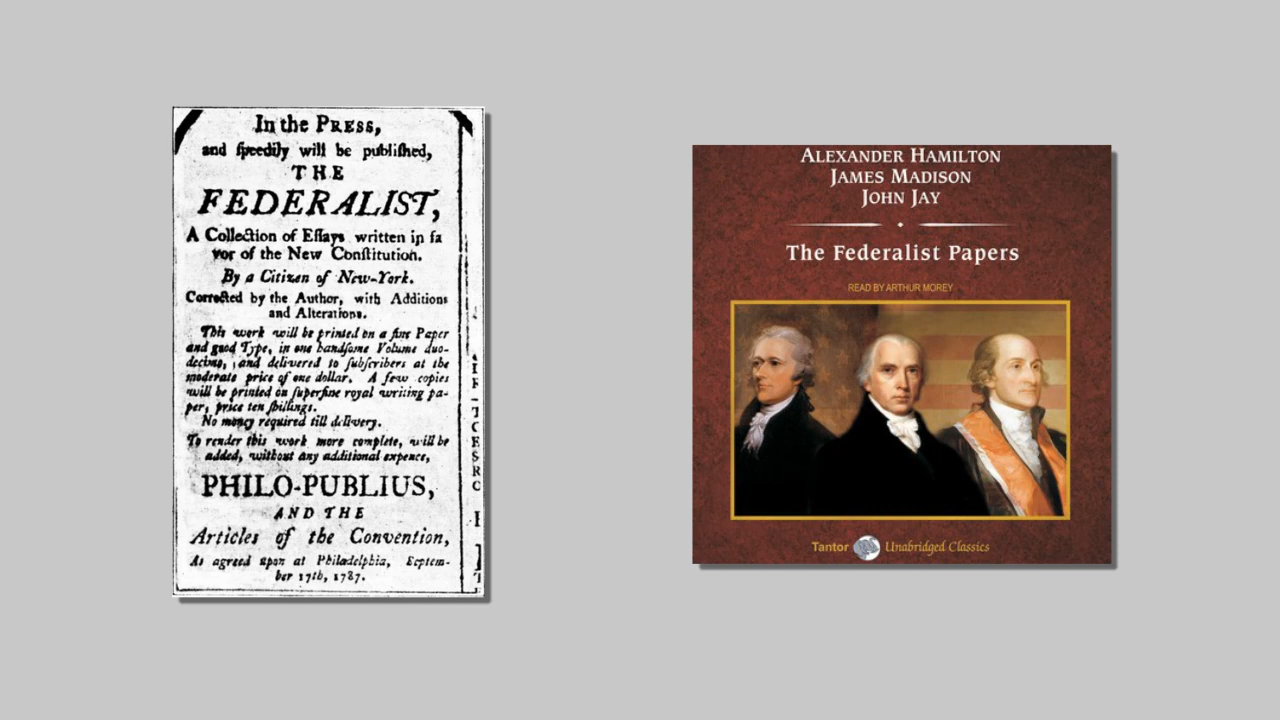 In the PRESS,
and ſpeedily will be publiſhed,
THE
FEDERALIST,
A Collection of Eſſays written in fa
vor of the New Conſtitution.
By a Citizen of New-York.
Corrected by the Author, with Additions
and Alterations.
This work will be printed on a fine Paper
and good Type, in one handſome Volume duo-
decimo, and delivered to ſubſcribers at the
moderate price of one dollar. A few copies
will be printed on ſuperfine royal writing pa-
per, price ten ſhillings.
No money required till delivery.
To render this work more complete, will be
added, without any additional expence,
PHILO-PUBLIUS,
AND THE
Articles of the Convention,
As agreed upon at Philadelphia, Septem-
ber 17th, 1787.
ALEXANDER HAMILTON
JAMES MADISON
JOHN JAY
The Federalist Papers
READ BY ARTHUR MOREY
Tantor Unabridged Classics